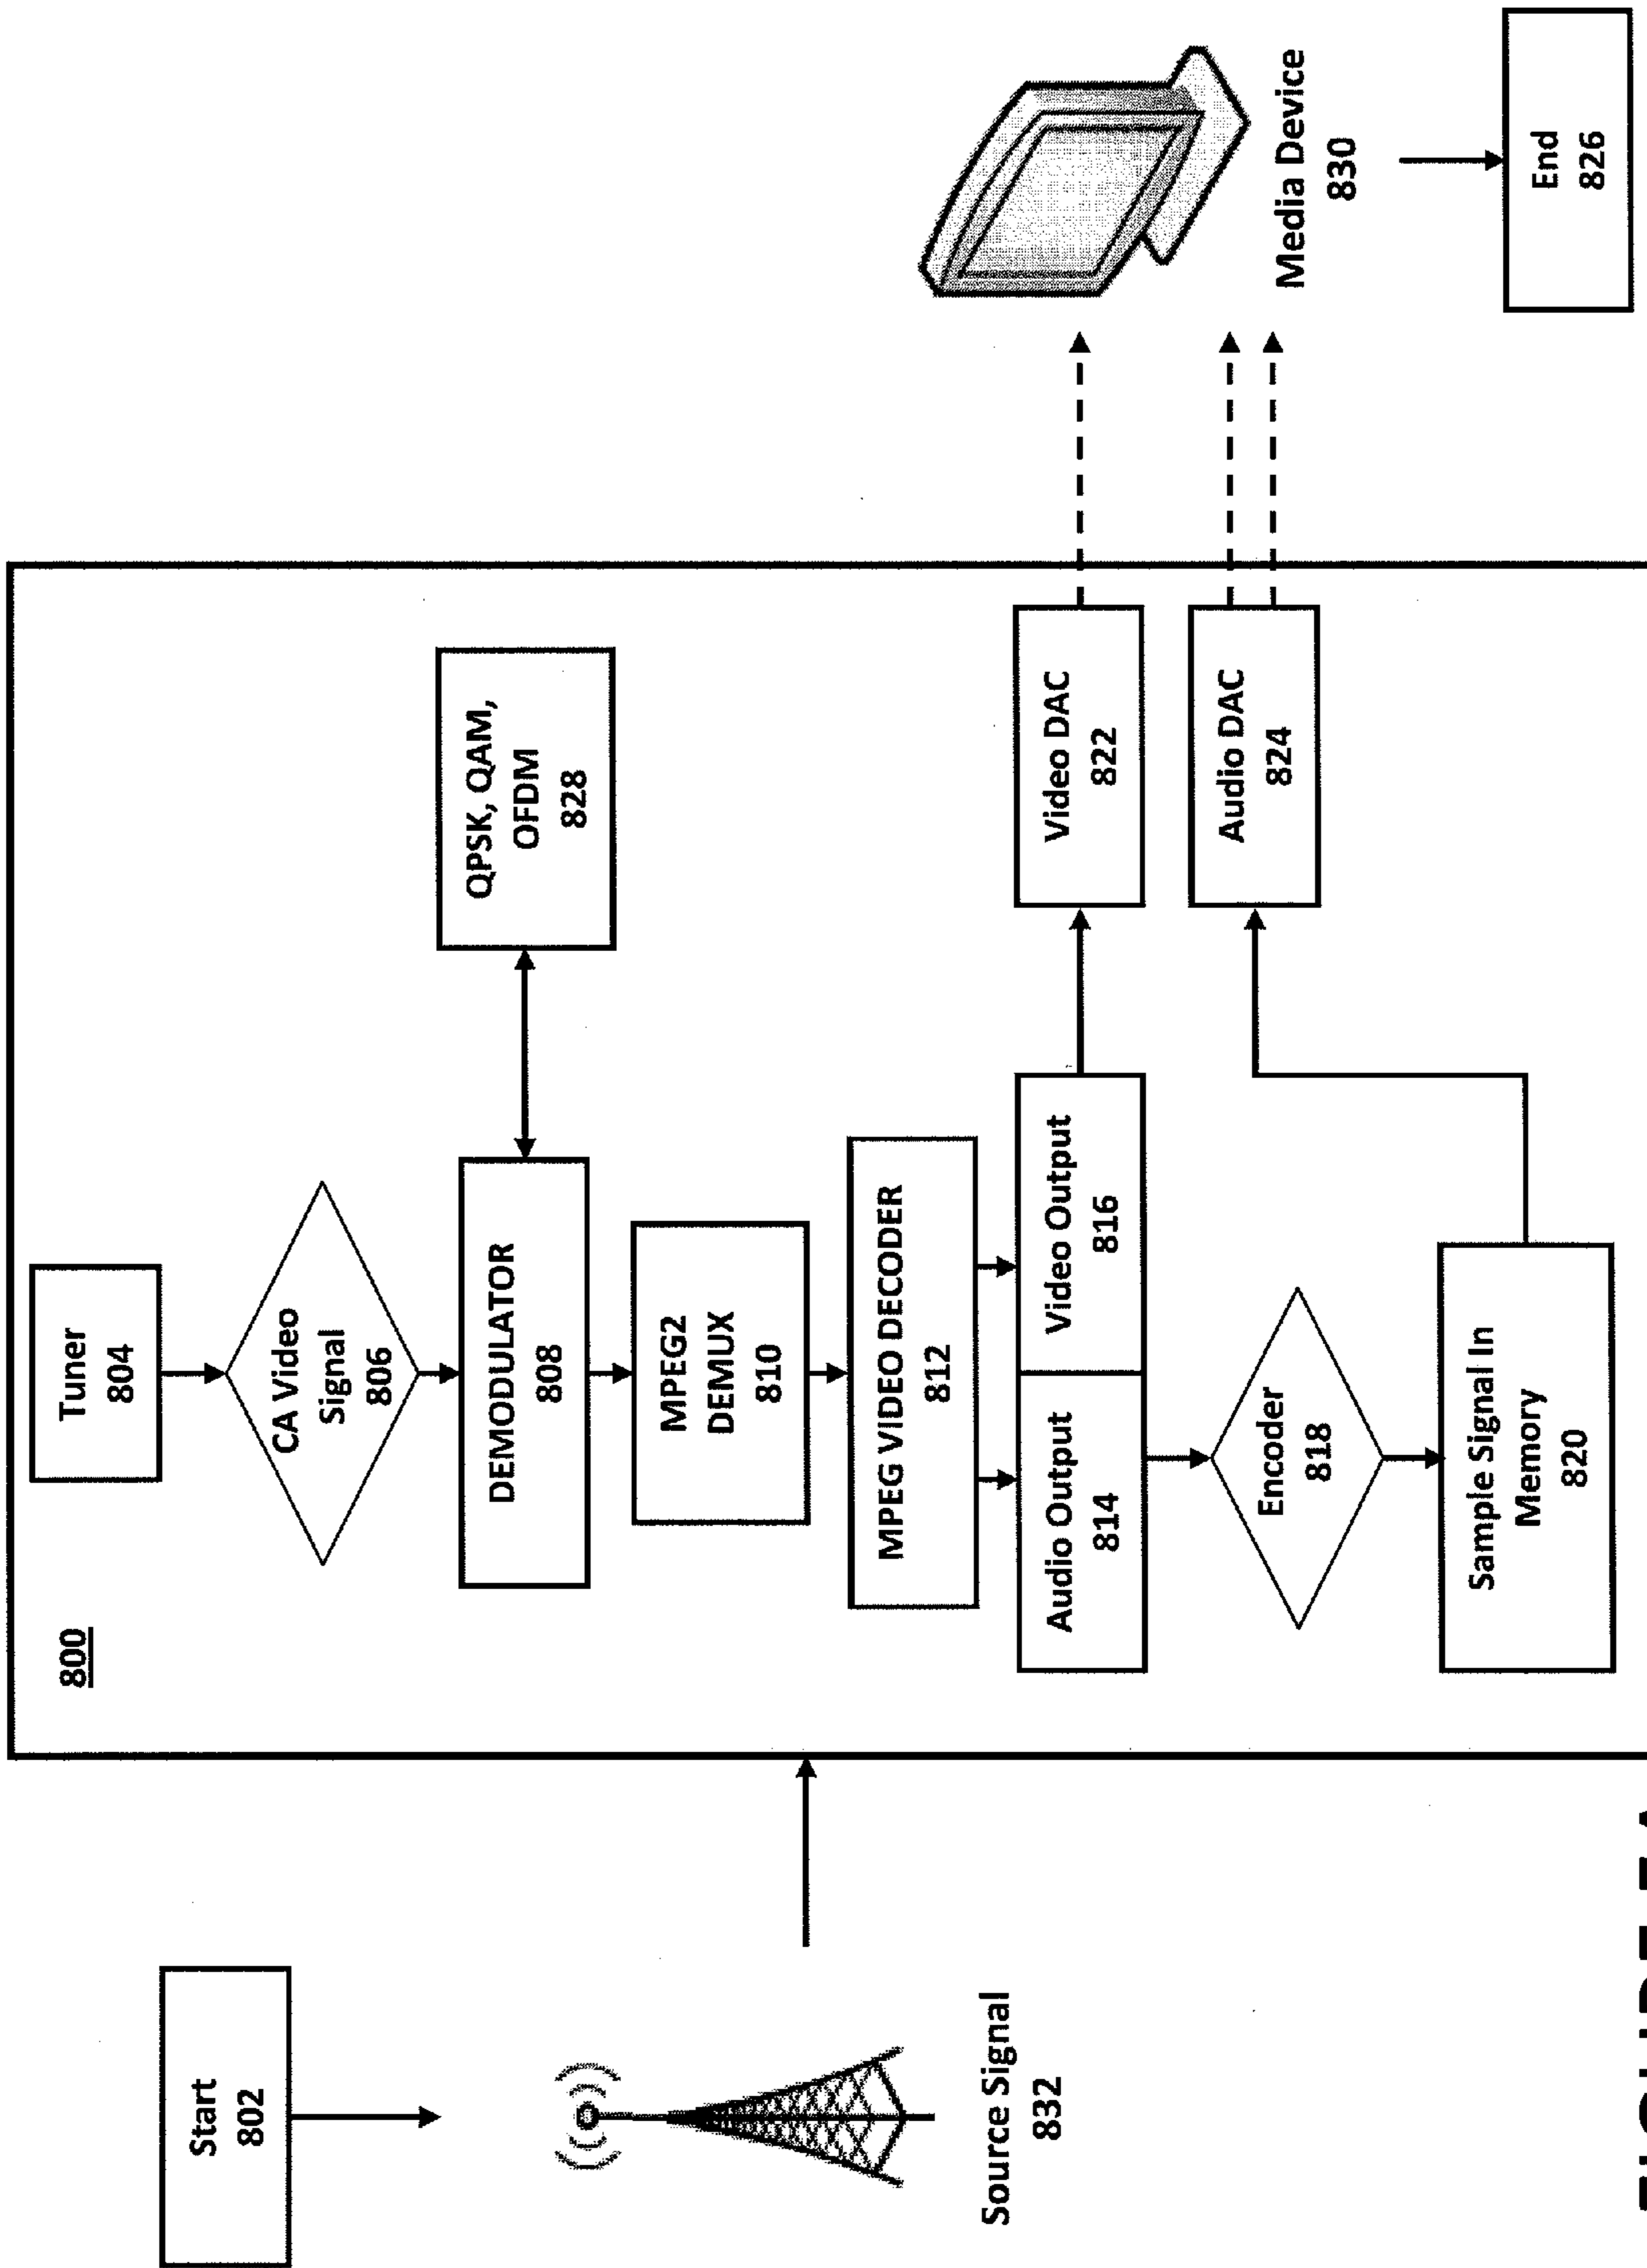 Start
802
Source Signal
832
800
Tuner
804
CA Video
Signal
806
DEMODULATOR
808
QPSK, QAM,
OFDM
828
MPEG2
DEMUX
810
MPEG VIDEO DECODER
812
Audio Output
814
Video Output
816
Encoder
818
Sample Signal In
Memory
820
Video DAC
822
Audio DAC
824
Media Device
830
End
826